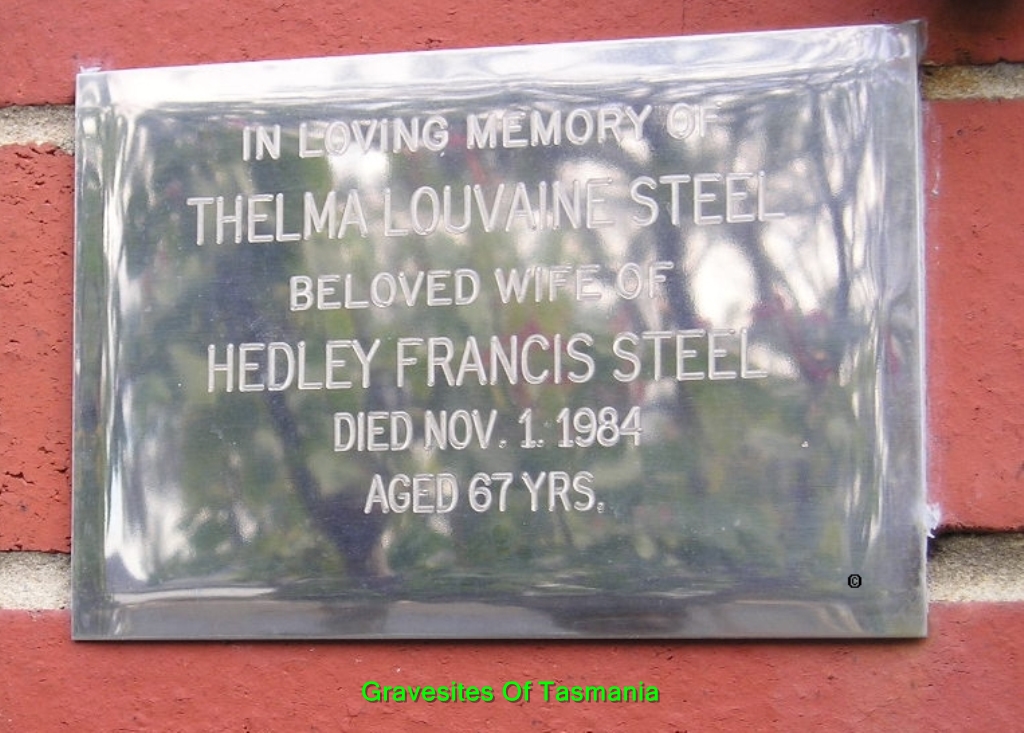 IN LOVING MEMORY OF
THELMA LOUVAINE STEEL
BELOVED WIFE OF
HEDLEY FRANCIS STEEL
DIED NOV. 1. 1984
AGED 67 YRS.
©
Gravesites Of Tasmania